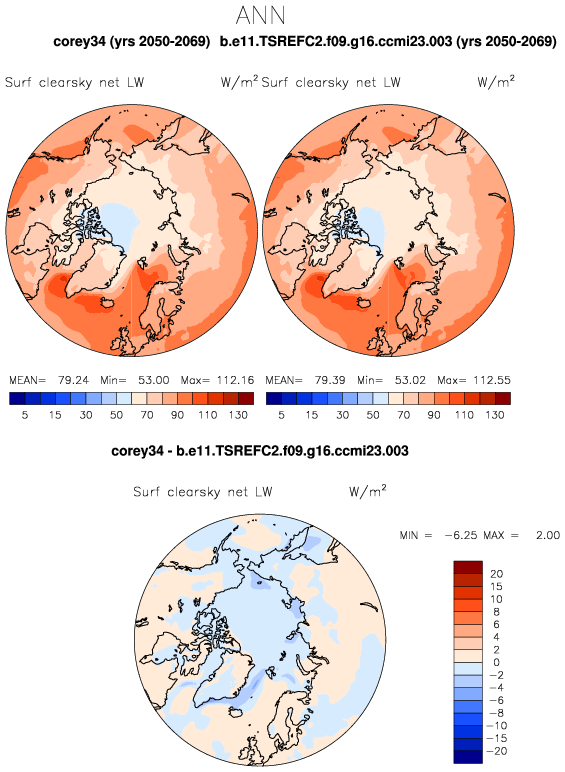 ANN
corey34 (yrs 2050-2069) b.e11.TSREFC2.f09.g16.ccmi23.003 (yrs 2050-2069)
Surf clearsky net LW W/m² Surf clearsky net LW W/m²
MEAN= 79.24 Min= 53.00 Max= 112.16 MEAN= 79.39 Min= 53.02 Max= 112.55
5 15 30 50 70 90 110 130 5 15 30 50 70 90 110 130
corey34 - b.e11.TSREFC2.f09.g16.ccmi23.003
Surf clearsky net LW W/m²
MIN = -6.25 MAX = 2.00
20
15
10
8
6
4
2
0
-2
-4
-6
-8
-10
-15
-20